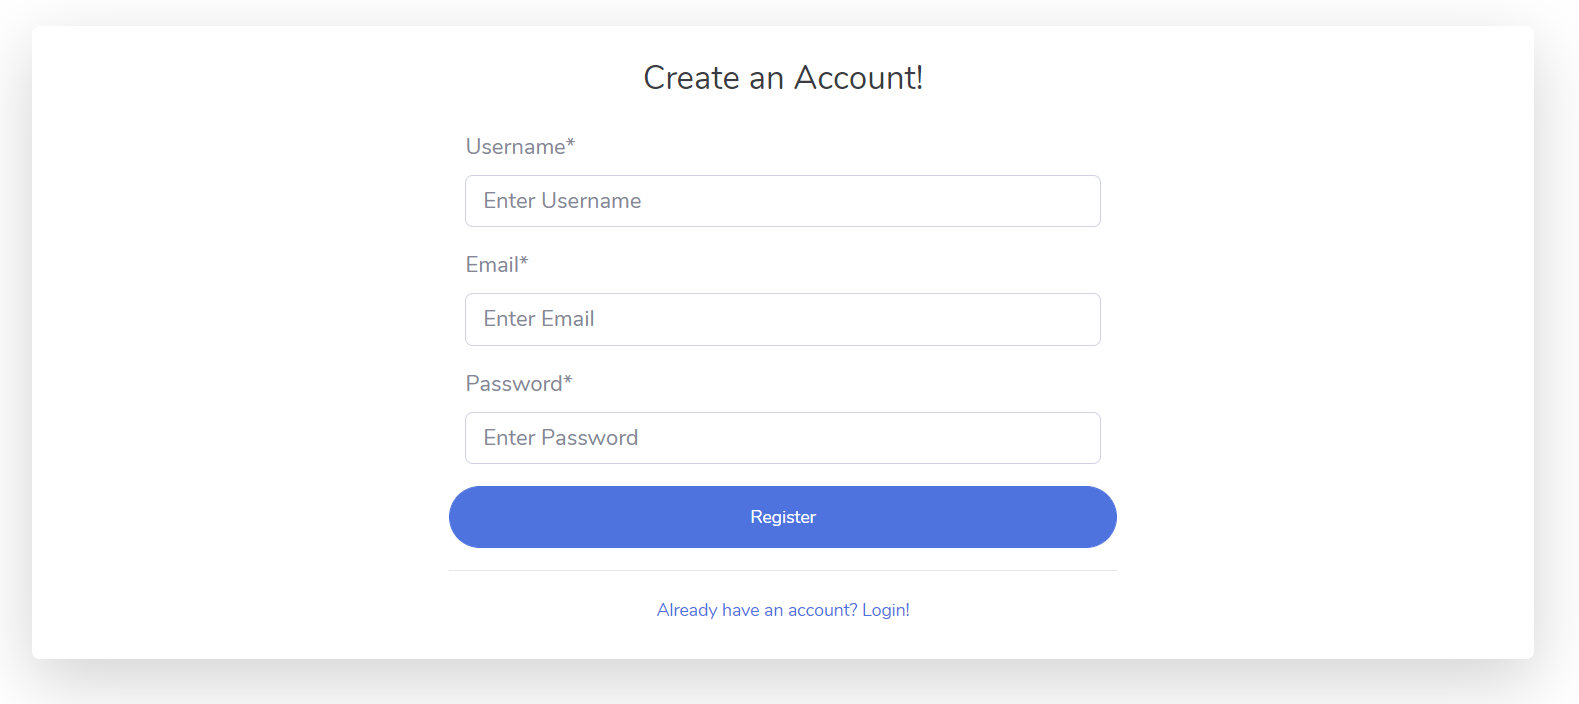 Create an Account!
Username*
Enter Username
Email*
Enter Email
Password*
Enter Password
Register
Already have an account? Login!